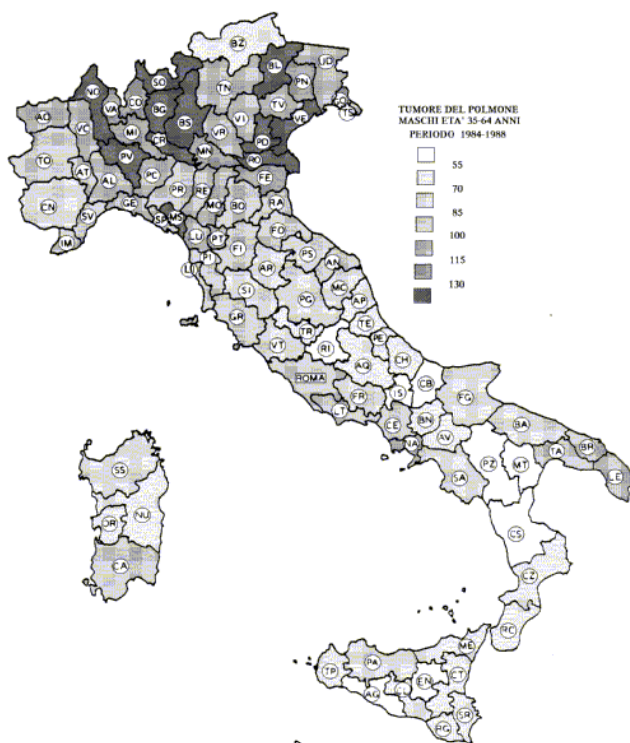 TUMORE DEL POLMONE
MASCHI ETA' 35-64 ANNI
PERIODO 1984-1988
55
70
85
100
115
130
BZ
SO
BL
UD
NO
VA
CO
BG
TN
PN
GO
TS
AO
VC
MI
BS
VI
TV
VE
CR
VR
PD
TO
PV
MN
RO
AT
AL
PC
PR
RE
MO
FE
CN
SV
GE
BO
RA
IM
SP
MS
LU
PT
FO
LI
PI
FI
PS
AN
AR
MC
SI
PG
AP
GR
TR
TE
VT
RI
PE
AQ
CH
ROMA
FR
IS
CB
FG
LT
CE
BN
BA
NA
AV
TA
BR
SA
PZ
MT
LE
SS
NU
OR
CA
CS
CZ
RC
ME
TP
PA
AG
CL
EN
CT
SR
RG